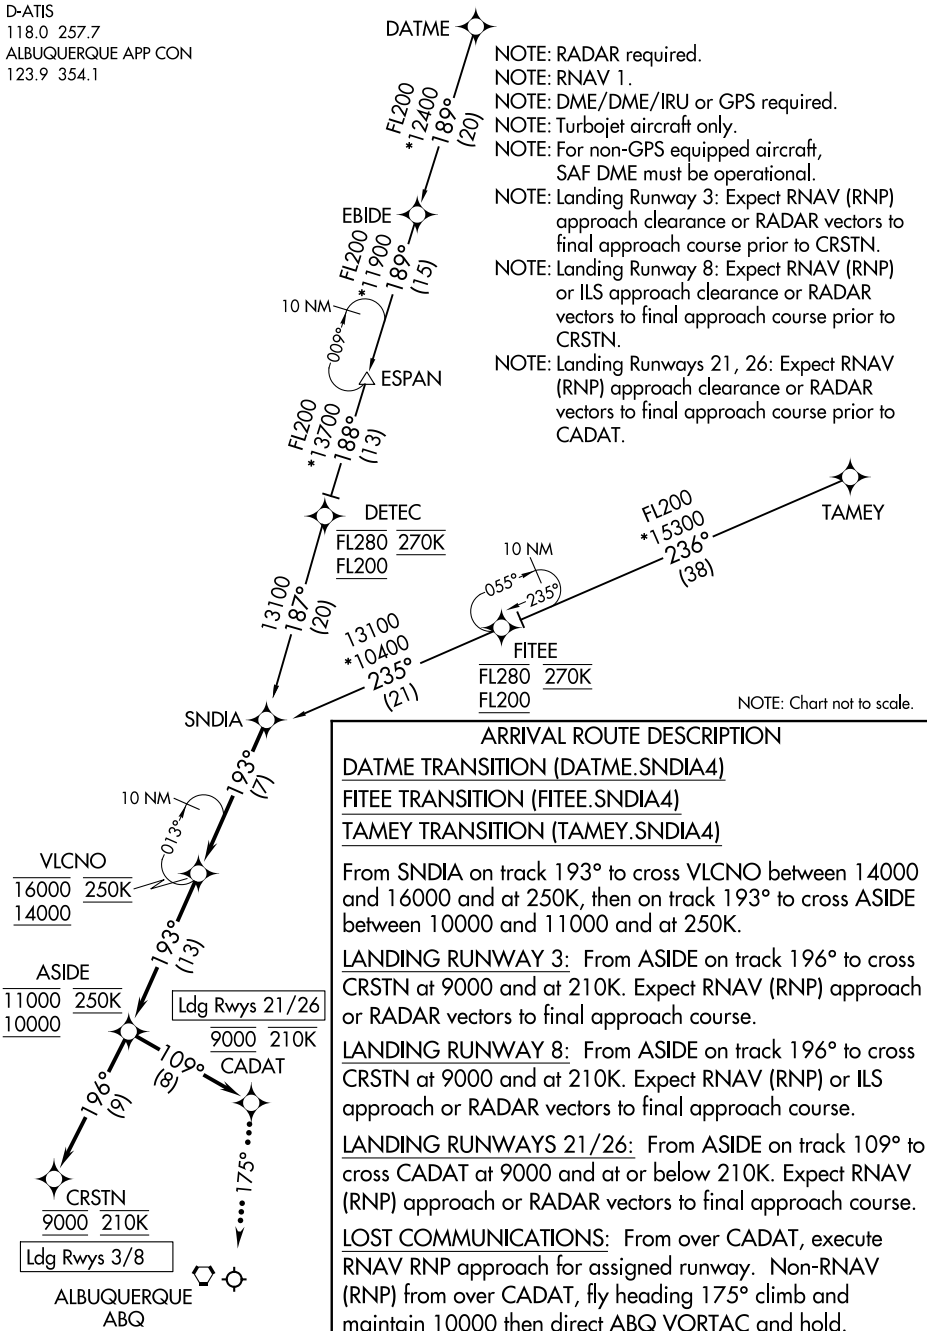 D-ATIS
118.0 257.7
ALBUQUERQUE APP CON
123.9 354.1
DATME
NOTE: RADAR required.
NOTE: RNAV 1.
NOTE: DME/DME/IRU or GPS required.
NOTE: Turbojet aircraft only.
NOTE: For non-GPS equipped aircraft,
SAF DME must be operational.
NOTE: Landing Runway 3: Expect RNAV (RNP)
approach clearance or RADAR vectors to
final approach course prior to CRSTN.
NOTE: Landing Runway 8: Expect RNAV (RNP)
or ILS approach clearance or RADAR
vectors to final approach course prior to
CRSTN.
NOTE: Landing Runways 21, 26: Expect RNAV
(RNP) approach clearance or RADAR
vectors to final approach course prior to
CADAT.
FL200
*12400
189°
(20)
EBIDE
FL200
*11900
189°
(15)
10 NM
009°
ESPAN
FL200
*13700
188°
(13)
DETEC
FL280 270K
FL200
13100
187°
(20)
TAMEY
FL200
*15300
236°
(38)
10 NM
055°
235°
FITEE
FL280 270K
FL200
13100
*10400
235°
(21)
NOTE: Chart not to scale.
SNDIA
193°
(7)
10 NM
013°
VLCNO
16000 250K
14000
193°
(13)
ASIDE
11000 250K
10000
Ldg Rwys 21/26
9000 210K
CADAT
109°
(8)
196°
(9)
175°
CRSTN
9000 210K
Ldg Rwys 3/8
ALBUQUERQUE
ABQ
ARRIVAL ROUTE DESCRIPTION
DATME TRANSITION (DATME.SNDIA4)
FITEE TRANSITION (FITEE.SNDIA4)
TAMEY TRANSITION (TAMEY.SNDIA4)
From SNDIA on track 193° to cross VLCNO between 14000
and 16000 and at 250K, then on track 193° to cross ASIDE
between 10000 and 11000 and at 250K.
LANDING RUNWAY 3: From ASIDE on track 196° to cross
CRSTN at 9000 and at 210K. Expect RNAV (RNP) approach
or RADAR vectors to final approach course.
LANDING RUNWAY 8: From ASIDE on track 196° to cross
CRSTN at 9000 and at 210K. Expect RNAV (RNP) or ILS
approach or RADAR vectors to final approach course.
LANDING RUNWAYS 21/26: From ASIDE on track 109° to
cross CADAT at 9000 and at or below 210K. Expect RNAV
(RNP) approach or RADAR vectors to final approach course.
LOST COMMUNICATIONS: From over CADAT, execute
RNAV RNP approach for assigned runway. Non-RNAV
(RNP) from over CADAT, fly heading 175° climb and
maintain 10000 then direct ABQ VORTAC and hold.